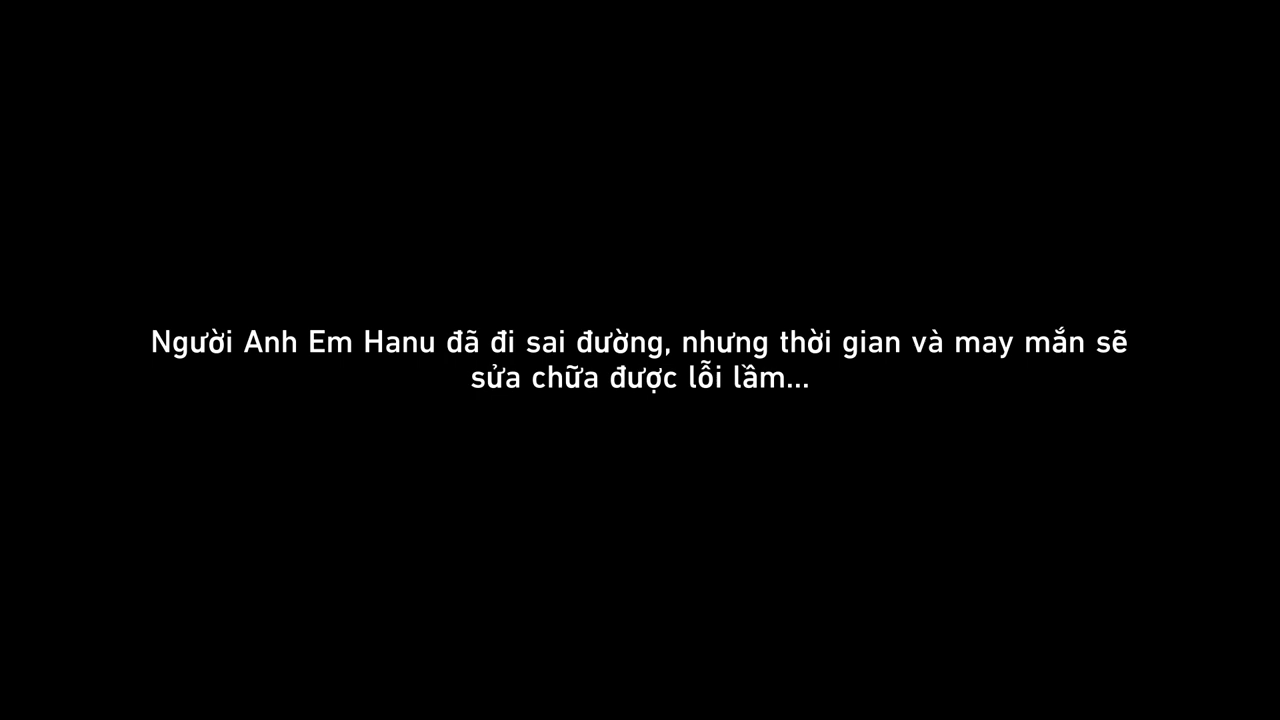 Người Anh Em Hanu đã đi sai đường, nhưng thời gian và may mắn sẽ
sửa chữa được lỗi lầm...